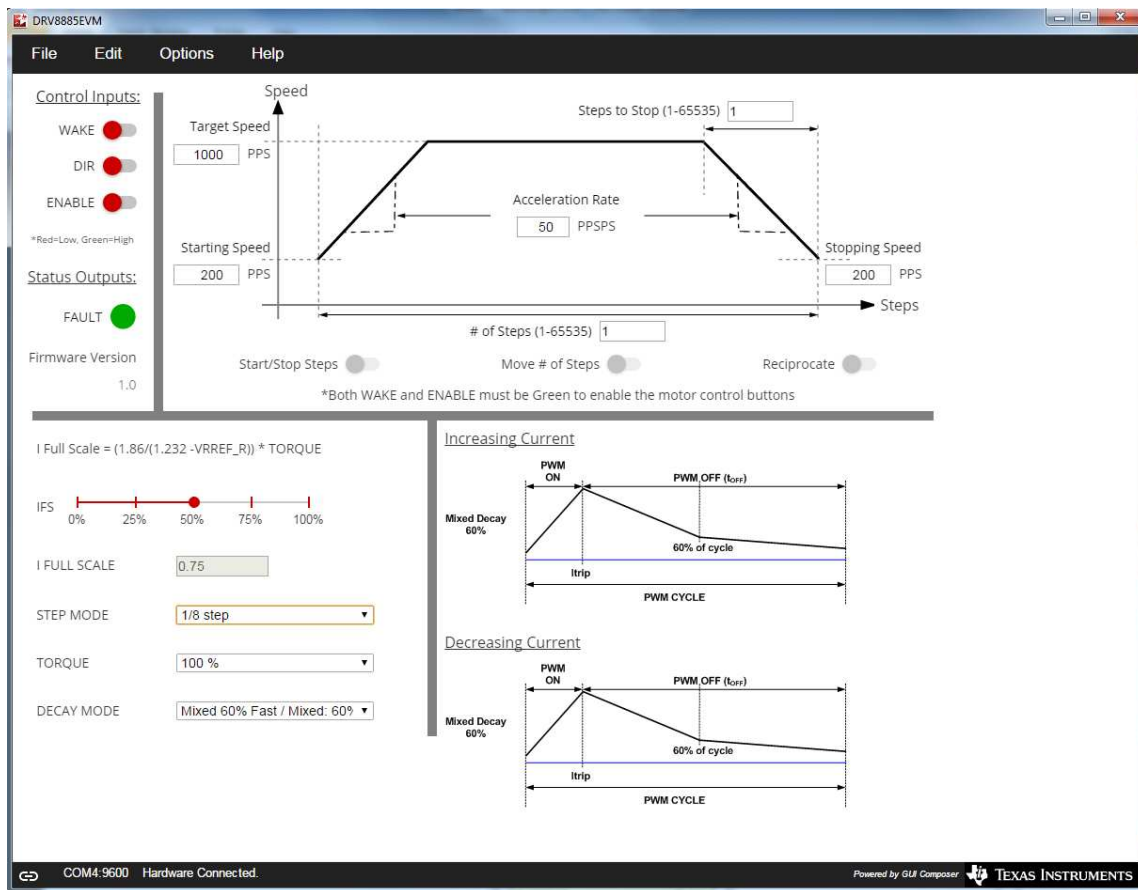 DRV8885EVM
File Edit Options Help
Control Inputs:
WAKE
DIR
ENABLE
*Red=Low, Green=High
Status Outputs:
FAULT
Firmware Version
1.0
Speed
Target Speed
1000 PPS
Steps to Stop (1-65535) 1
Acceleration Rate
50 PPSPS
Starting Speed
200 PPS
Stopping Speed
200 PPS
Steps
# of Steps (1-65535) 1
Start/Stop Steps Move # of Steps Reciprocate
*Both WAKE and ENABLE must be Green to enable the motor control buttons
I Full Scale = (1.86/(1.232 -VRREF_R)) * TORQUE
IFS
0% 25% 50% 75% 100%
I FULL SCALE 0.75
STEP MODE 1/8 step
TORQUE 100 %
DECAY MODE Mixed 60% Fast / Mixed: 60%
Increasing Current
PWM
ON
PWM OFF (tOFF)
Mixed Decay
60%
60% of cycle
Itrip
PWM CYCLE
Decreasing Current
PWM
ON
PWM OFF (tOFF)
Mixed Decay
60%
60% of cycle
Itrip
PWM CYCLE
COM4:9600 Hardware Connected.
Powered by GUI Composer TEXAS INSTRUMENTS